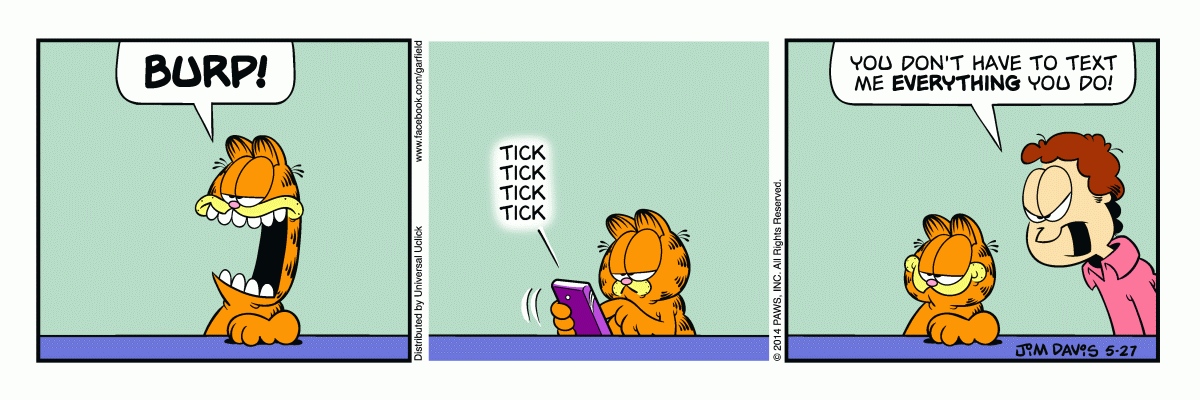 BURP!
www.facebook.com/garfield
Distributed by Universal Uclick
TICK
TICK
TICK
TICK
© 2014 PAWS, INC. All Rights Reserved.
YOU DON'T HAVE TO TEXT
ME EVERYTHING YOU DO!
JIM DAVIS 5-27